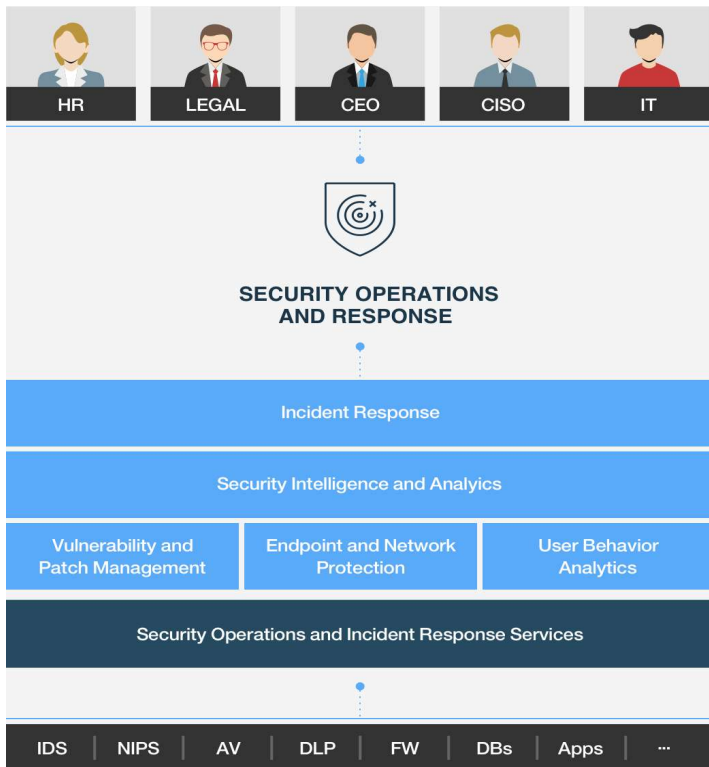 HR
LEGAL
CEO
CISO
IT
SECURITY OPERATIONS
AND RESPONSE
Incident Response
Security Intelligence and Analyics
Vulnerability and
Patch Management
Endpoint and Network
Protection
User Behavior
Analytics
Security Operations and Incident Response Services
IDS | NIPS | AV | DLP | FW | DBs | Apps | ...